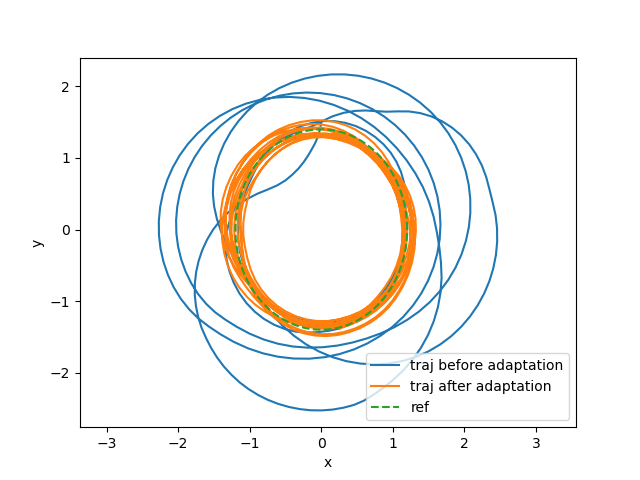 2
1
0
−1
−2
y
−3
−2
−1
0
1
2
3
x
traj before adaptation
traj after adaptation
ref